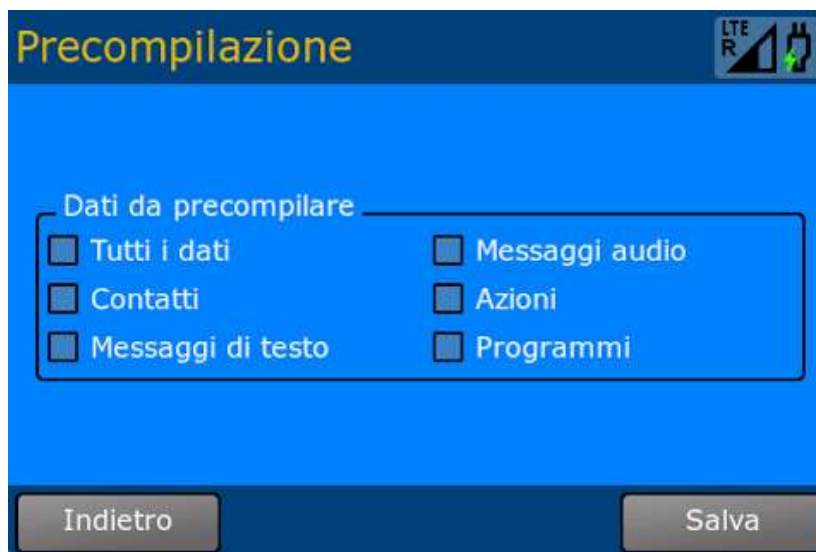 Precompilazione
LTE
R
Dati da precompilare
Tutti i dati
Messaggi audio
Contatti
Azioni
Messaggi di testo
Programmi
Indietro
Salva